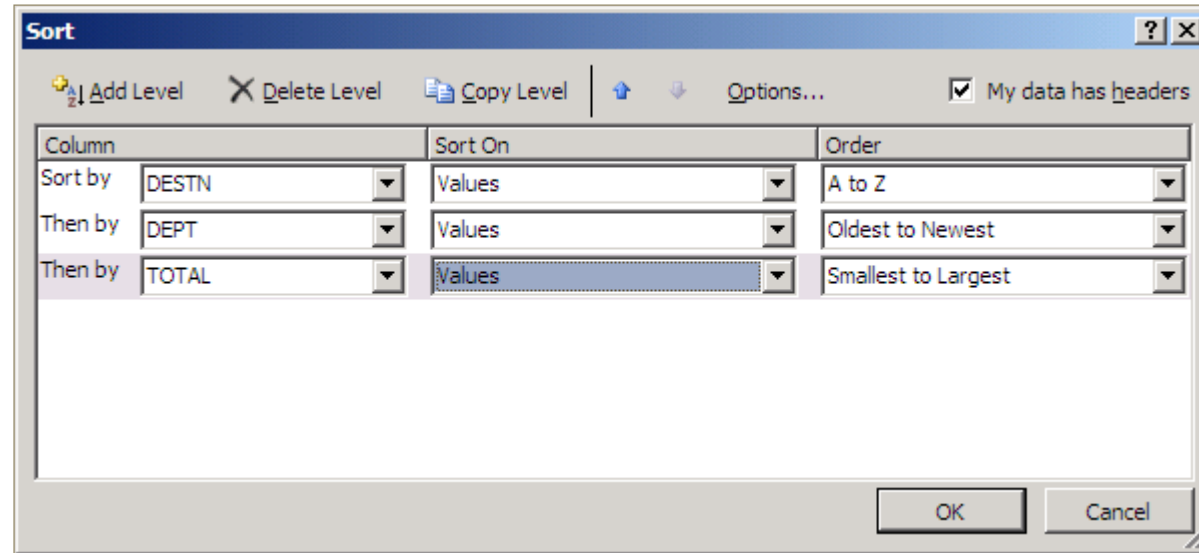 Sort
Add Level Delete Level Copy Level Options... My data has headers
Column Sort On Order
Sort by DESTN Values A to Z
Then by DEPT Values Oldest to Newest
Then by TOTAL Values Smallest to Largest
OK Cancel